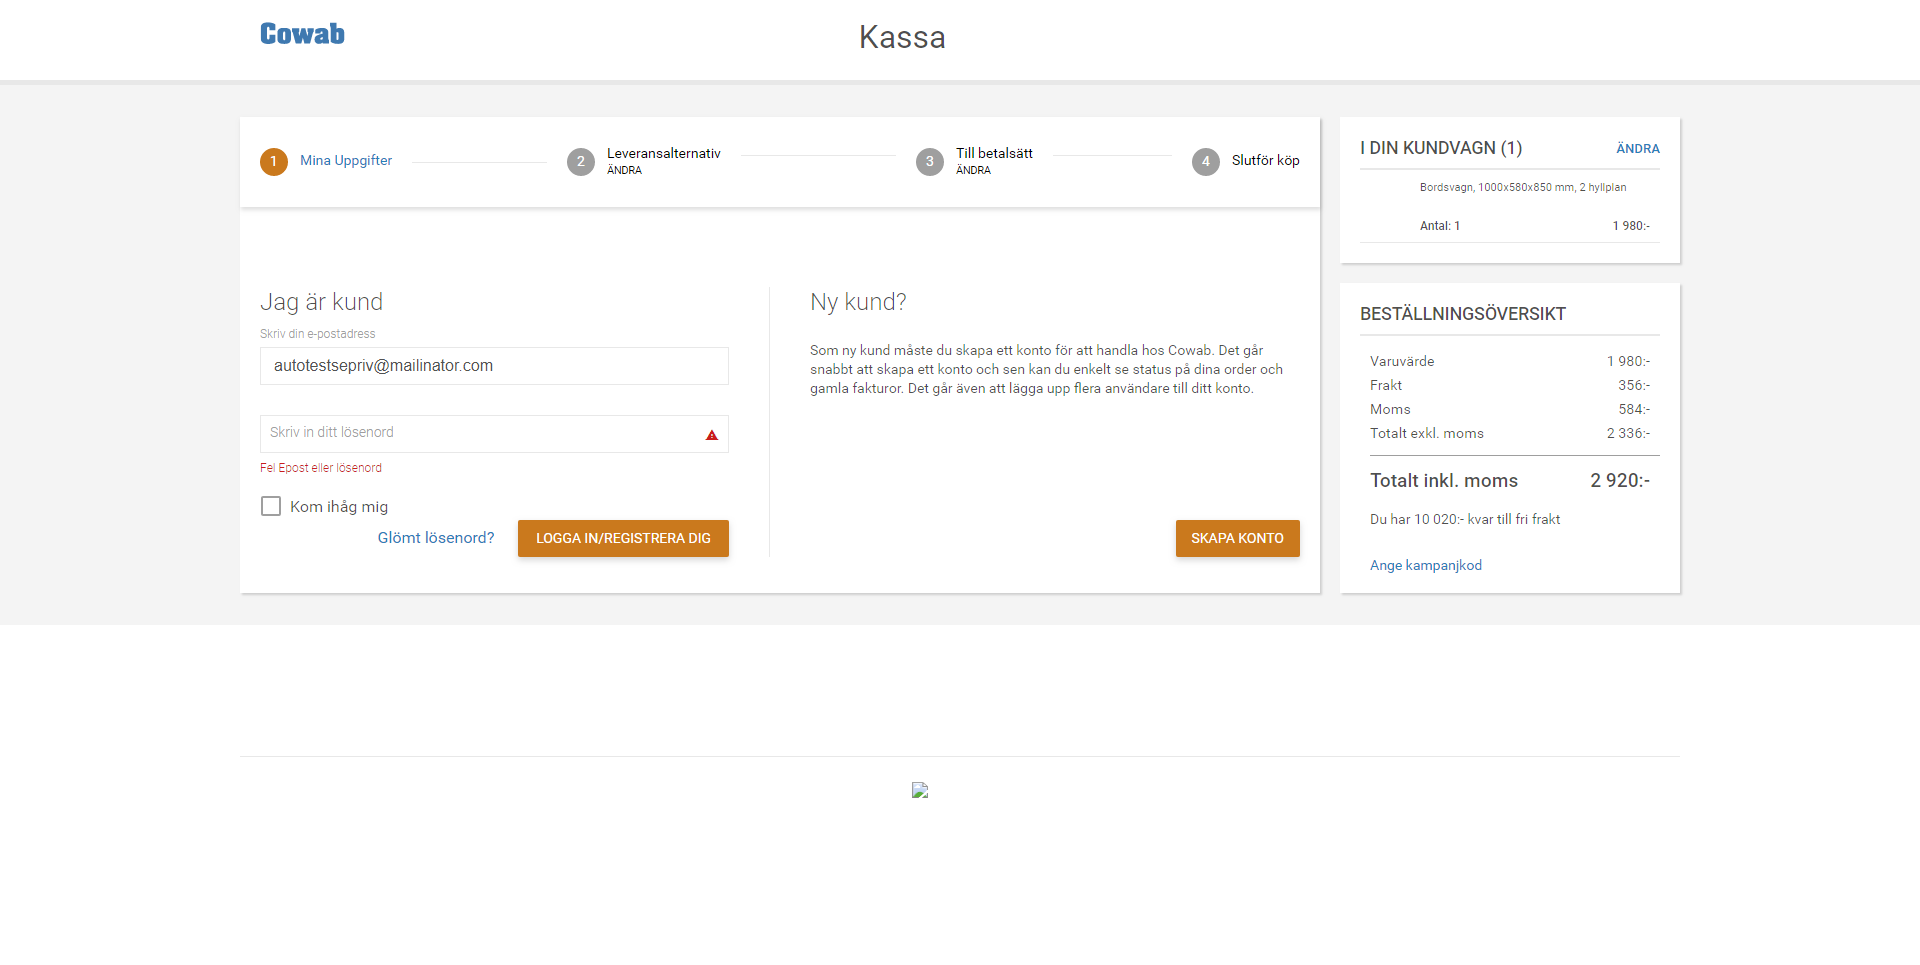 Cowab
Kassa
1 Mina Uppgifter
2 Leveransalternativ
ÄNDRA
3 Till betalsätt
ÄNDRA
4 Slutför köp
Jag är kund
Skriv din e-postadress
autotestsepriv@mailinator.com
Skriv in ditt lösenord
Fel Epost eller lösenord
Kom ihåg mig
Glömt lösenord?
LOGGA IN/REGISTRERA DIG
Ny kund?
Som ny kund måste du skapa ett konto för att handla hos Cowab. Det går
snabbt att skapa ett konto och sen kan du enkelt se status på dina order och
gamla fakturor. Det går även att lägga upp flera användare till ditt konto.
SKAPA KONTO
I DIN KUNDVAGN (1) ÄNDRA
Bordsvagn, 1000x580x850 mm, 2 hyllplan
Antal: 1 1 980:-
BESTÄLLNINGSÖVERSIKT
Varuvärde 1 980:-
Frakt 356:-
Moms 584:-
Totalt exkl. moms 2 336:-
Totalt inkl. moms 2 920:-
Du har 10 020:- kvar till fri frakt
Ange kampanjkod